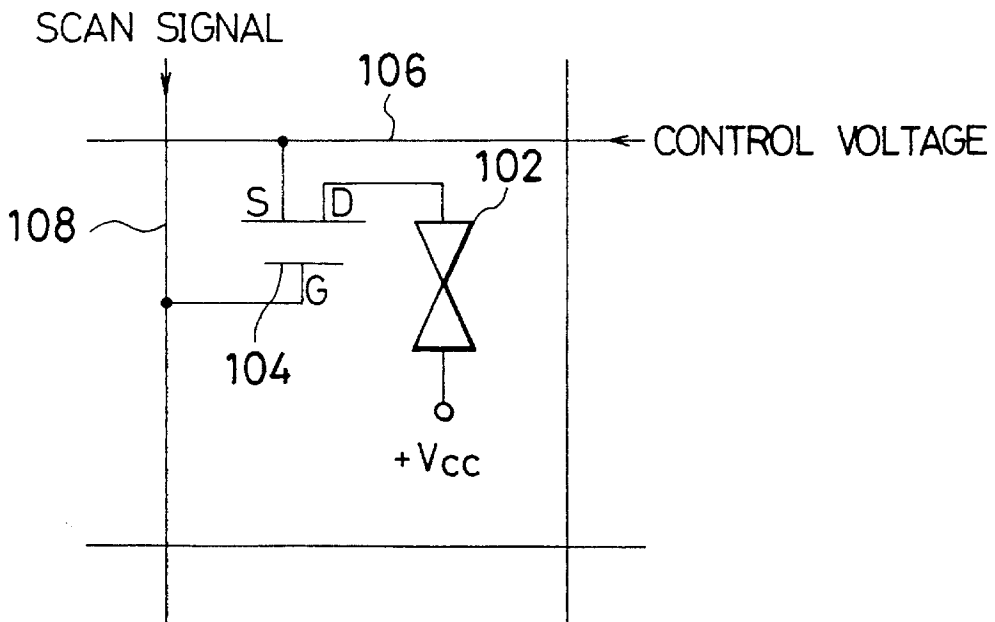 SCAN SIGNAL
106
CONTROL VOLTAGE
102
S D
108
G
104
+Vcc